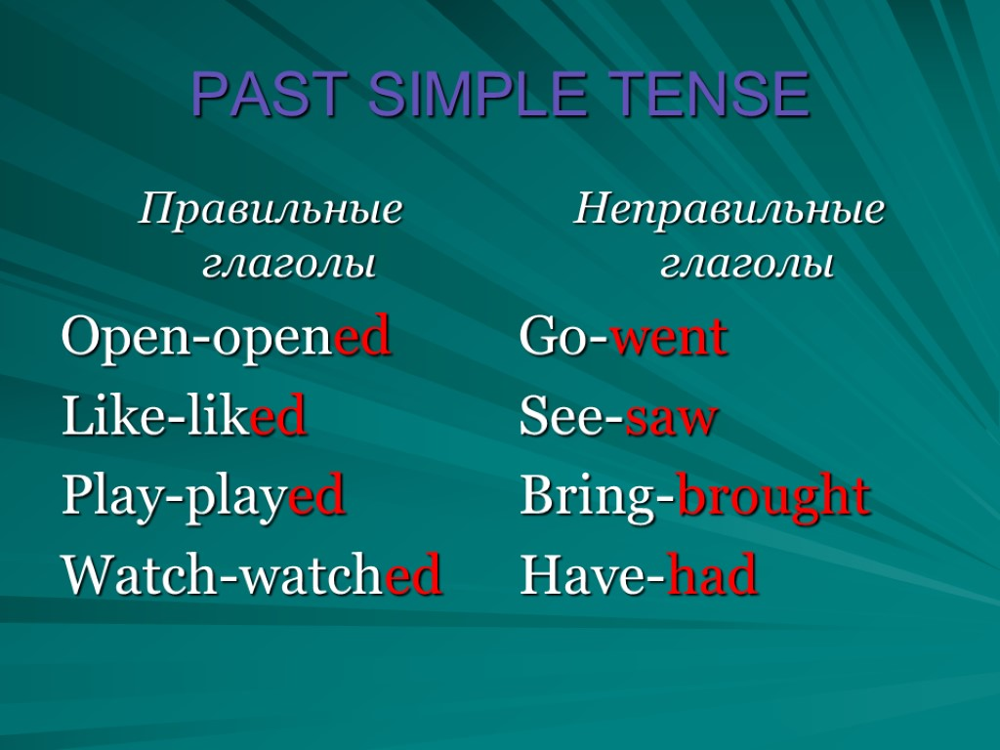 PAST SIMPLE TENSE
Правильные
глаголы
Open-opened
Like-liked
Play-played
Watch-watched
Неправильные
глаголы
Go-went
See-saw
Bring-brought
Have-had